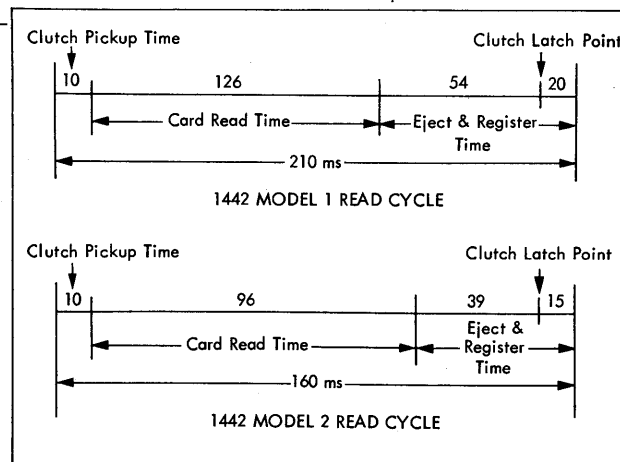 Clutch Pickup Time
Clutch Latch Point
10 126 54 20
Card Read Time
Eject & Register
Time
210 ms
1442 MODEL 1 READ CYCLE
Clutch Pickup Time
Clutch Latch Point
10 96 39 15
Card Read Time
Eject &
Register
Time
160 ms
1442 MODEL 2 READ CYCLE